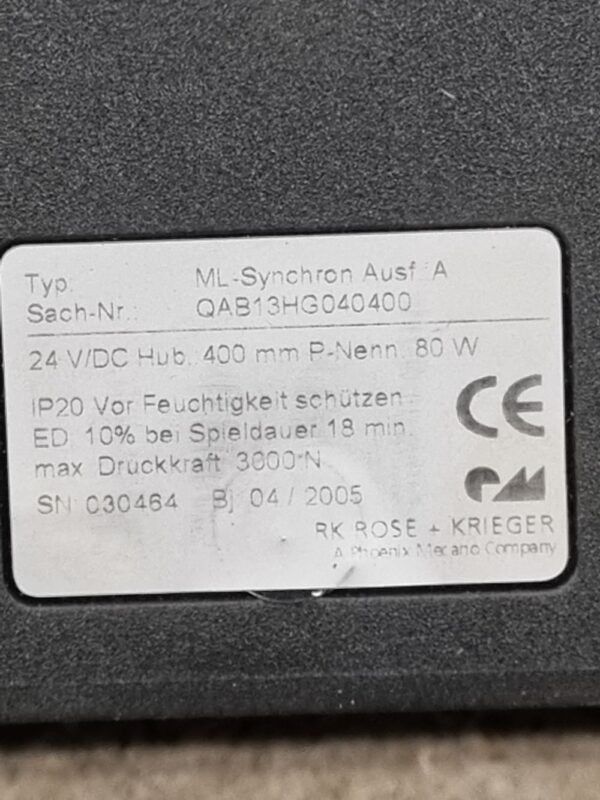 Typ: ML-Synchron Ausf. A
Sach-Nr.: QAB13HG040400
24 V/DC Hub. 400 mm P-Nenn. 80 W
IP20 Vor Feuchtigkeit schützen
ED. 10% bei Spieldauer 18 min.
max Druckkraft 3000 N
SN 030464 Bj 04 / 2005
CE
PM
RK ROSE + KRIEGER
A Phoenix Mecano Company